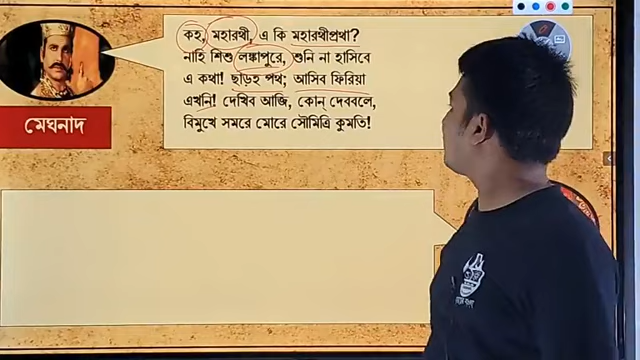 কহ, মহারথী, এ কি মহারথীপ্রথা?
নাহি শিশু লঙ্কাপুরে, শুনি না হাসিবে
এ কথা! ছাড়হ পথ; আসিব ফিরিয়া
এখনি! দেখিব আজি, কোন্ দেববলে,
বিমুখে সমরে মোরে সৌমিত্রি কুমতি!
মেঘনাদ